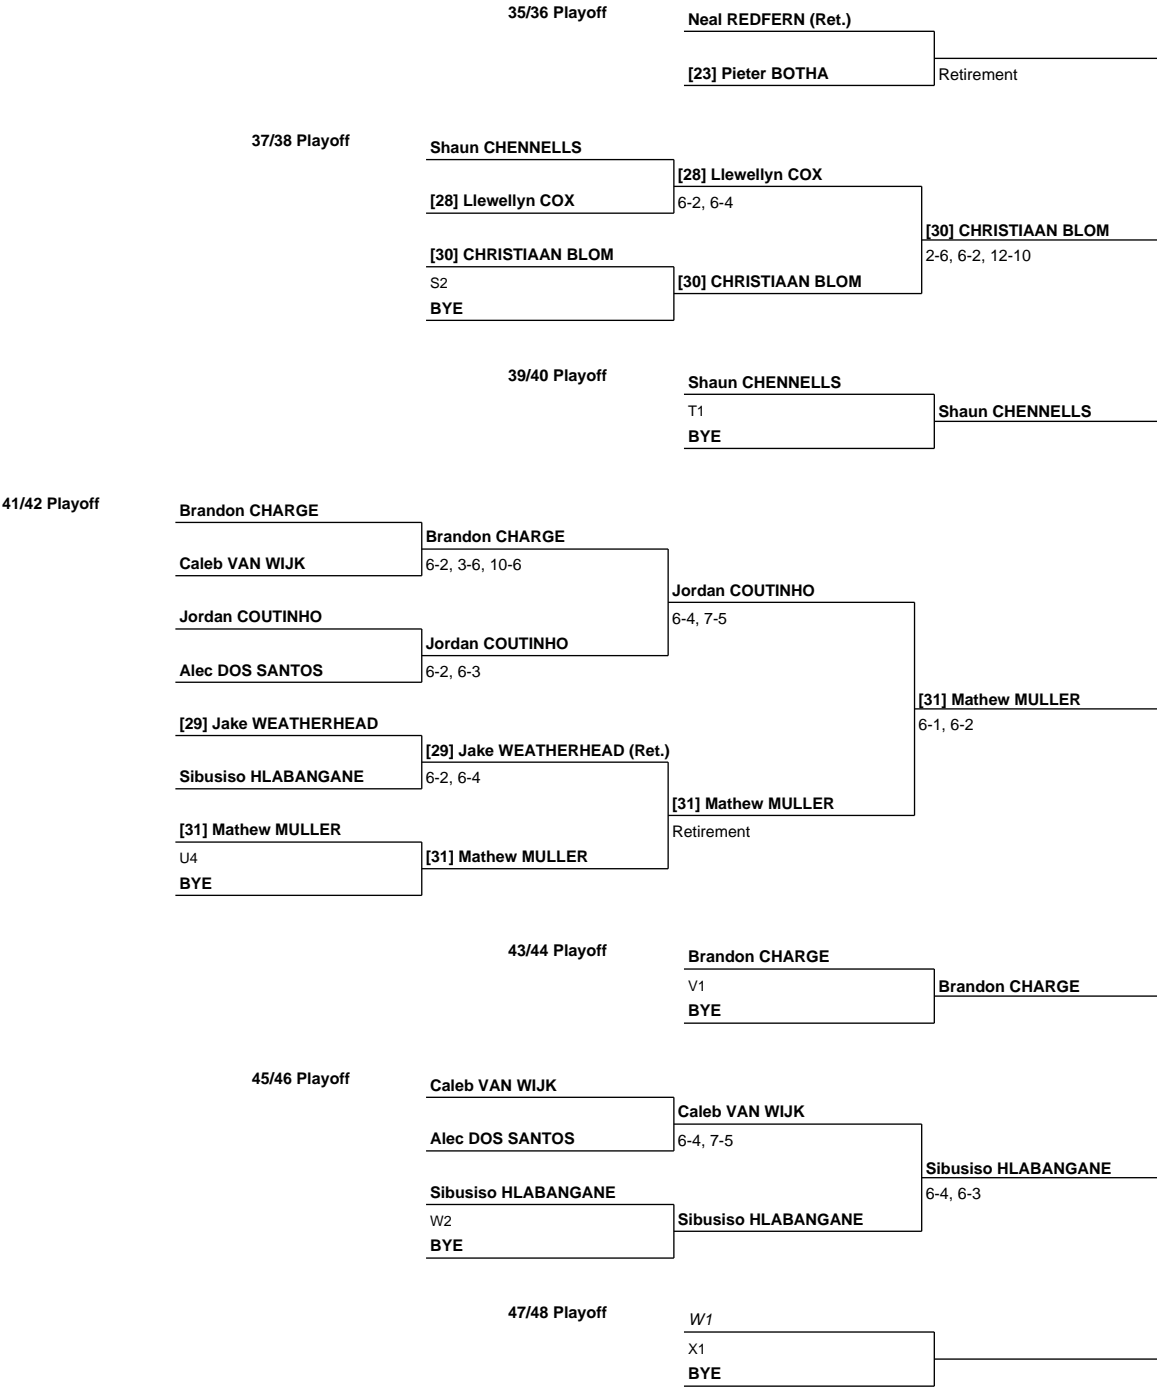 35/36 Playoff
Neal REDFERN (Ret.)
[23] Pieter BOTHA
Retirement
37/38 Playoff
Shaun CHENNELLS
[28] Llewellyn COX
[28] Llewellyn COX
6-2, 6-4
[30] CHRISTIAAN BLOM
2-6, 6-2, 12-10
[30] CHRISTIAAN BLOM
S2
[30] CHRISTIAAN BLOM
BYE
39/40 Playoff
Shaun CHENNELLS
T1
Shaun CHENNELLS
BYE
41/42 Playoff
Brandon CHARGE
Brandon CHARGE
Caleb VAN WIJK
6-2, 3-6, 10-6
Jordan COUTINHO
Jordan COUTINHO
6-4, 7-5
Jordan COUTINHO
Alec DOS SANTOS
6-2, 6-3
[31] Mathew MULLER
6-1, 6-2
[29] Jake WEATHERHEAD
[29] Jake WEATHERHEAD (Ret.)
Sibusiso HLABANGANE
6-2, 6-4
[31] Mathew MULLER
Retirement
[31] Mathew MULLER
U4
[31] Mathew MULLER
BYE
43/44 Playoff
Brandon CHARGE
V1
Brandon CHARGE
BYE
45/46 Playoff
Caleb VAN WIJK
Caleb VAN WIJK
Alec DOS SANTOS
6-4, 7-5
Sibusiso HLABANGANE
6-4, 6-3
Sibusiso HLABANGANE
W2
Sibusiso HLABANGANE
BYE
47/48 Playoff
W1
X1
BYE